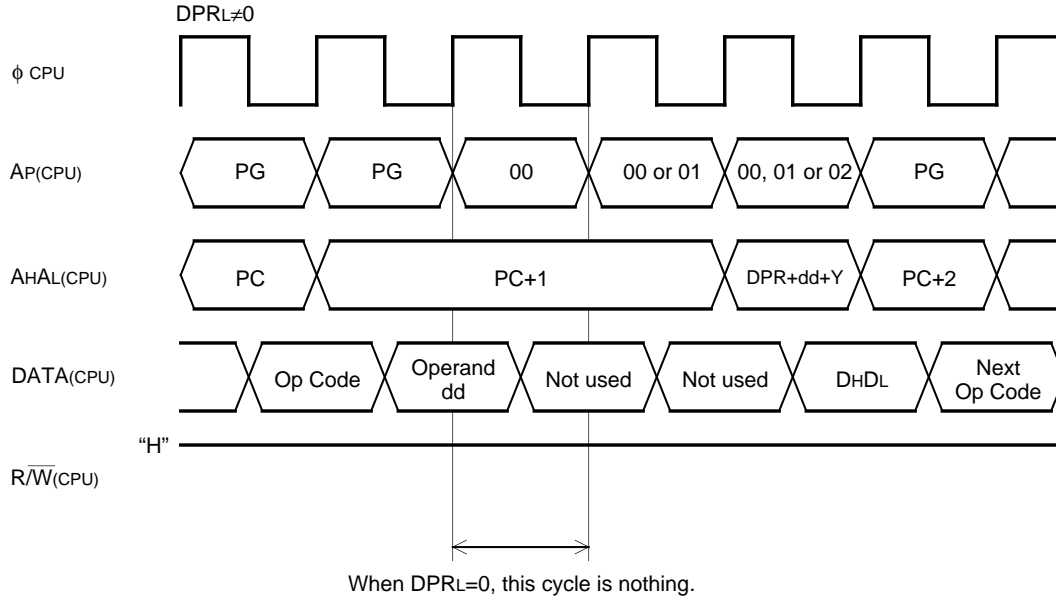 DPRL≠0
ϕ CPU
AP(CPU)
PG
PG
00
00 or 01
00, 01 or 02
PG
AHAL(CPU)
PC
PC+1
DPR+dd+Y
PC+2
DATA(CPU)
Op Code
Operand
dd
Not used
Not used
DHDL
Next
Op Code
“H”
R/W̅(CPU)
When DPRL=0, this cycle is nothing.